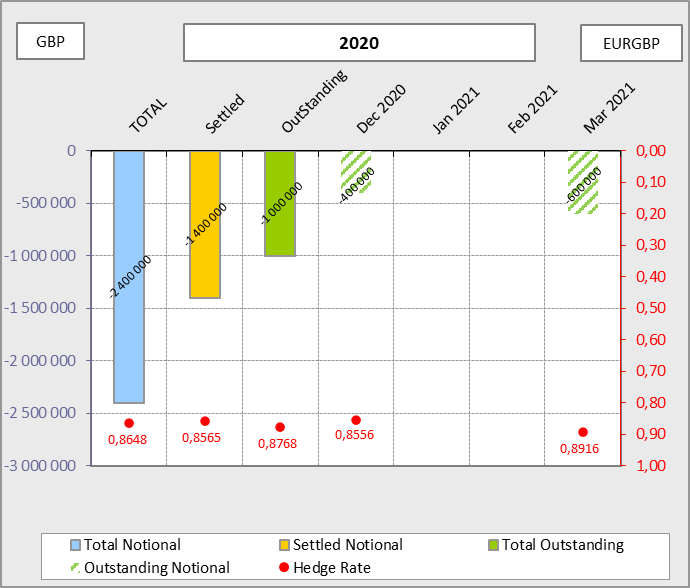 GBP
2020
EURGBP
TOTAL
Settled
OutStanding
Dec 2020
Jan 2021
Feb 2021
Mar 2021
0
-500 000
-1 000 000
-1 500 000
-2 000 000
-2 500 000
-3 000 000
-2 400 000
-1 400 000
-1 000 000
-400 000
-600 000
0,8648
0,8565
0,8768
0,8556
0,8916
0,00
0,10
0,20
0,30
0,40
0,50
0,60
0,70
0,80
0,90
1,00
Total Notional
Settled Notional
Total Outstanding
Outstanding Notional
Hedge Rate